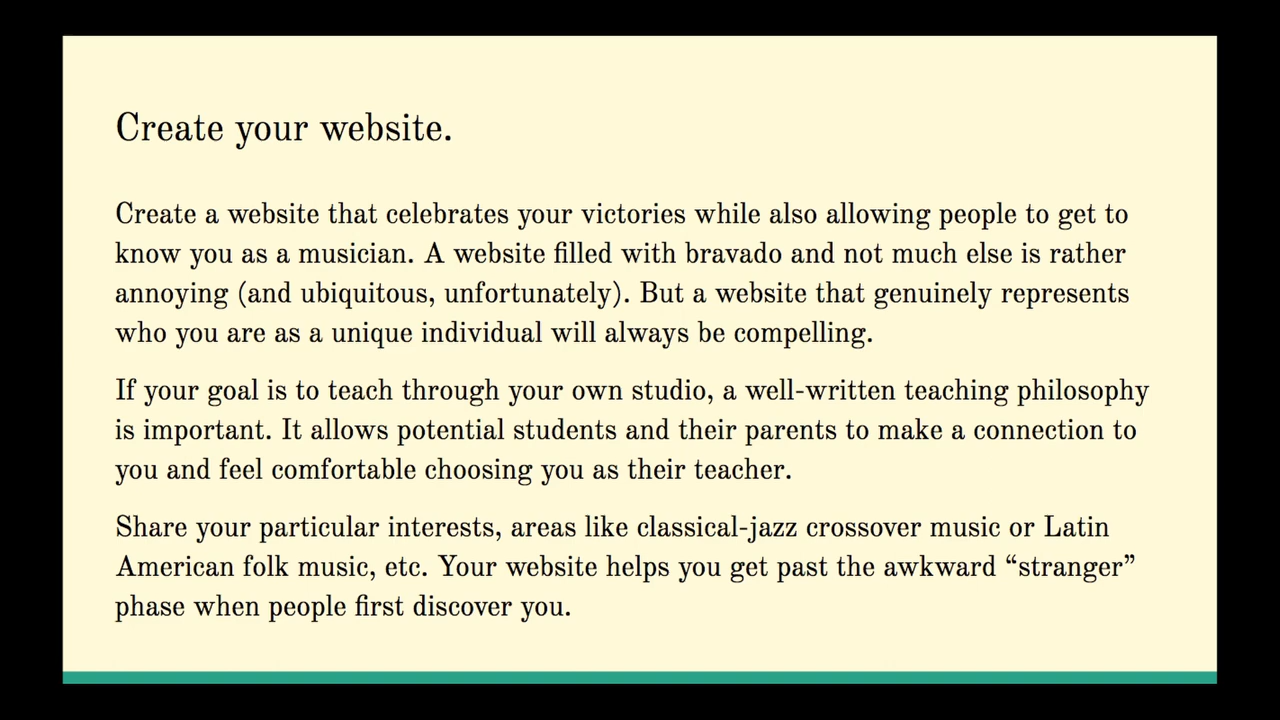 Create your website.
Create a website that celebrates your victories while also allowing people to get to
know you as a musician. A website filled with bravado and not much else is rather
annoying (and ubiquitous, unfortunately). But a website that genuinely represents
who you are as a unique individual will always be compelling.
If your goal is to teach through your own studio, a well-written teaching philosophy
is important. It allows potential students and their parents to make a connection to
you and feel comfortable choosing you as their teacher.
Share your particular interests, areas like classical-jazz crossover music or Latin
American folk music, etc. Your website helps you get past the awkward “stranger”
phase when people first discover you.